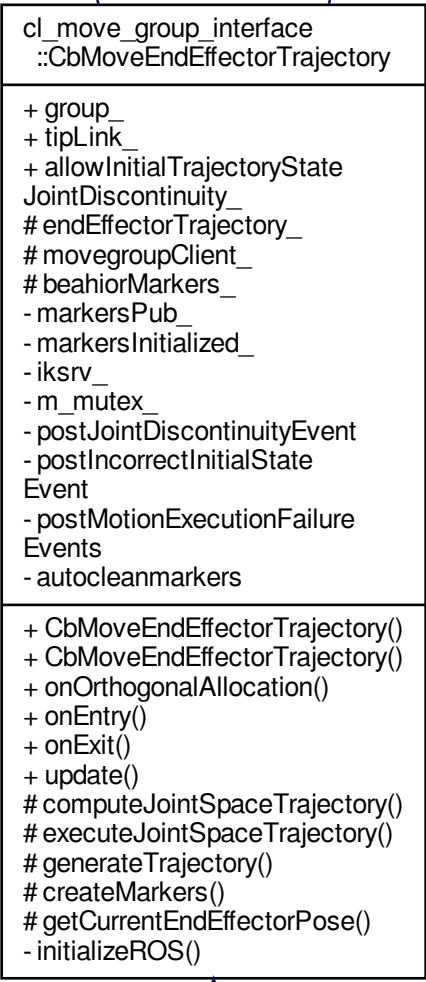 cl_move_group_interface
::CbMoveEndEffectorTrajectory
+ group_
+ tipLink_
+ allowInitialTrajectoryState
JointDiscontinuity_
# endEffectorTrajectory_
# movegroupClient_
# beahiorMarkers_
- markersPub_
- markersInitialized_
- iksrv_
- m_mutex_
- postJointDiscontinuityEvent
- postIncorrectInitialState
Event
- postMotionExecutionFailure
Events
- autocleanmarkers
+ CbMoveEndEffectorTrajectory()
+ CbMoveEndEffectorTrajectory()
+ onOrthogonalAllocation()
+ onEntry()
+ onExit()
+ update()
# computeJointSpaceTrajectory()
# executeJointSpaceTrajectory()
# generateTrajectory()
# createMarkers()
# getCurrentEndEffectorPose()
- initializeROS()